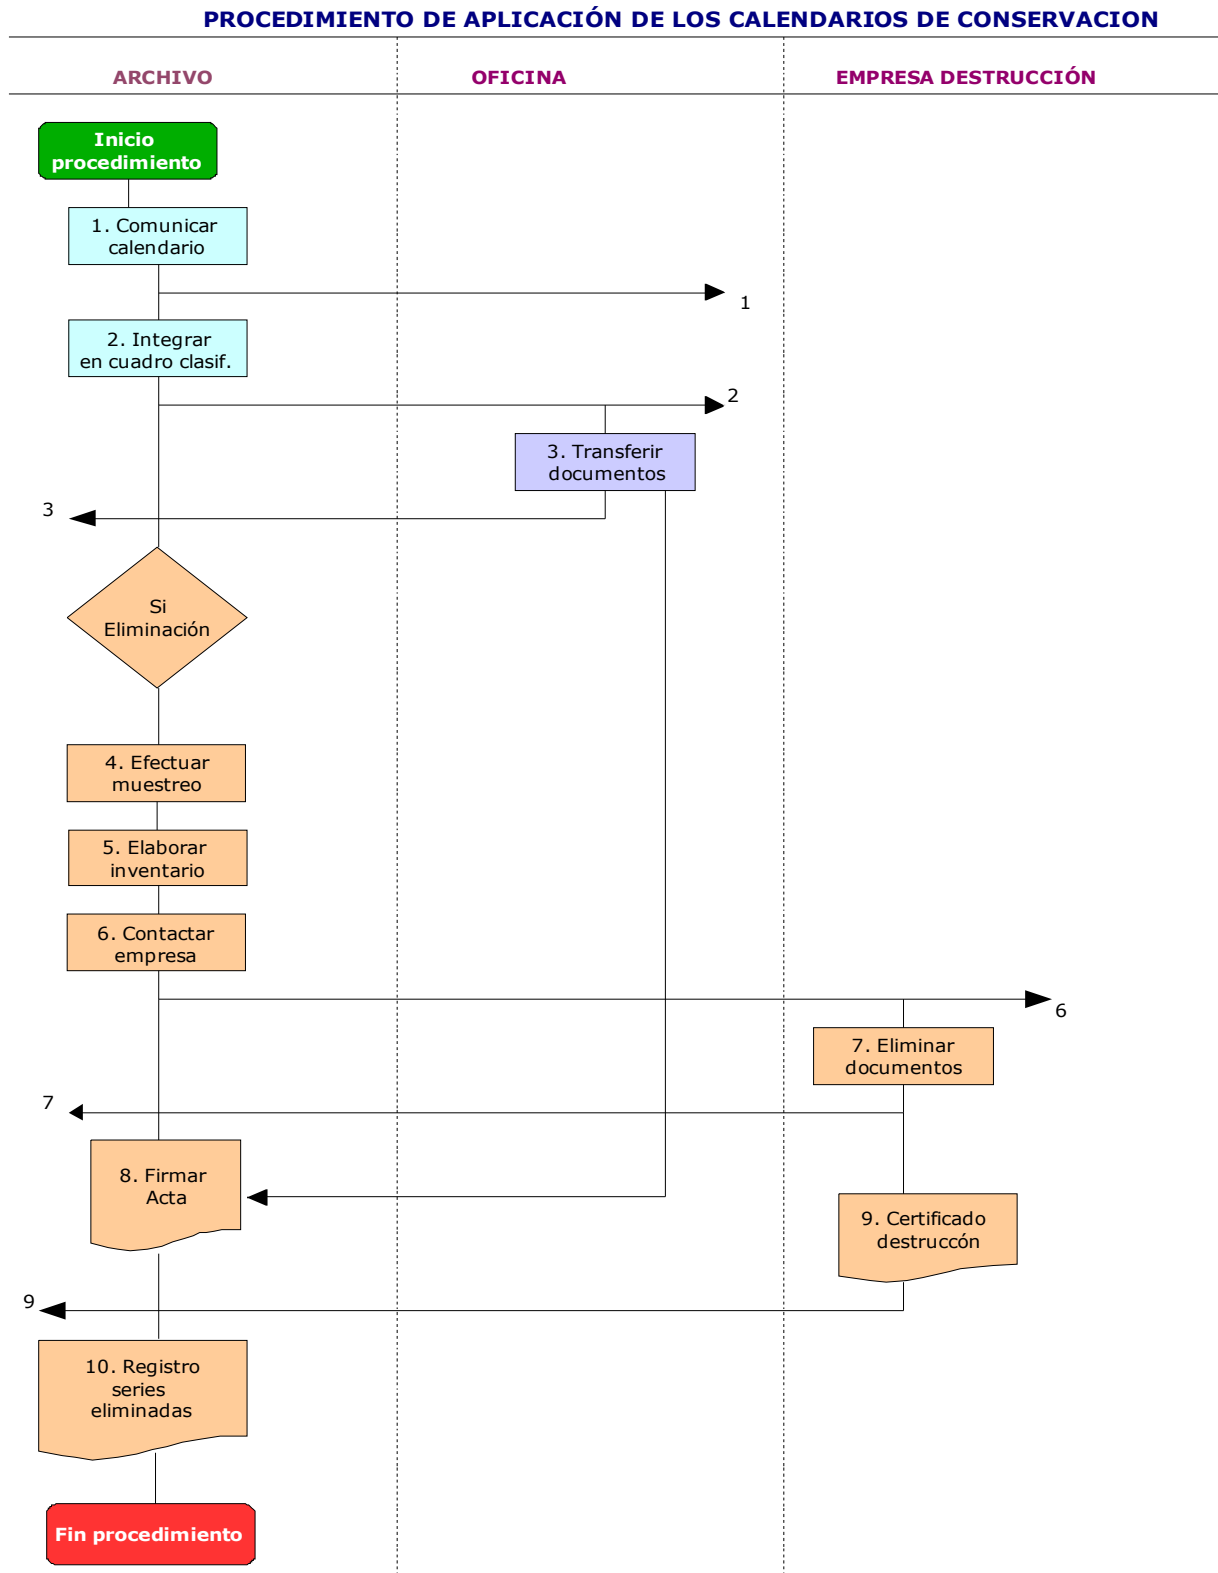 PROCEDIMIENTO DE APLICACIÓN DE LOS CALENDARIOS DE CONSERVACION
ARCHIVO
OFICINA
EMPRESA DESTRUCCIÓN
Inicio
procedimiento
1. Comunicar
calendario
1
2. Integrar
en cuadro clasif.
2
3. Transferir
documentos
3
Si
Eliminación
4. Efectuar
muestreo
5. Elaborar
inventario
6. Contactar
empresa
6
7. Eliminar
documentos
7
8. Firmar
Acta
9. Certificado
destruccón
9
10. Registro
series
eliminadas
Fin procedimiento